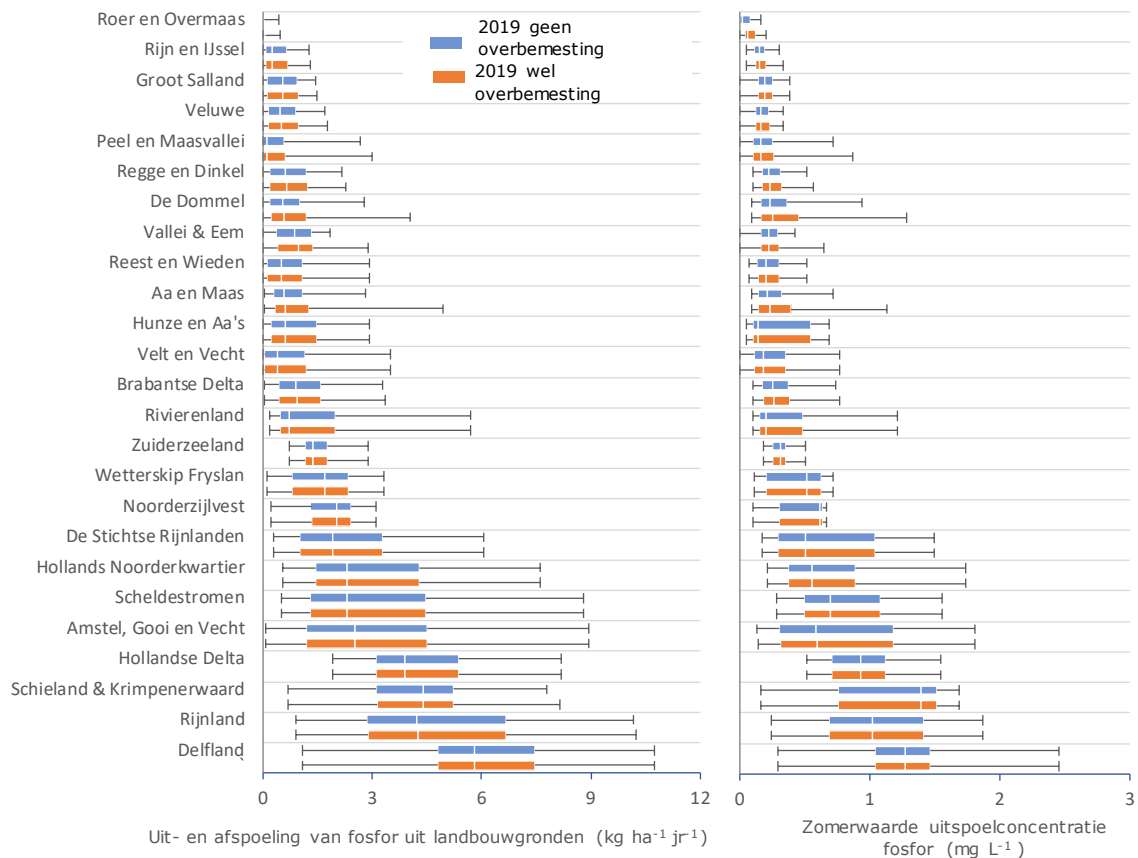 Roer en Overmaas
Rijn en IJssel
Groot Salland
Veluwe
Peel en Maasvallei
Regge en Dinkel
De Dommel
Vallei & Eem
Reest en Wieden
Aa en Maas
Hunze en Aa's
Velt en Vecht
Brabantse Delta
Rivierenland
Zuiderzeeland
Wetterskip Fryslan
Noorderzijlvest
De Stichtse Rijnlanden
Hollands Noorderkwartier
Scheldestromen
Amstel, Gooi en Vecht
Hollandse Delta
Schieland & Krimpenerwaard
Rijnland
Delfland
2019 geen
overbemesting
2019 wel
overbemesting
0 3 6 9 12
Uit- en afspoeling van fosfor uit landbouwgronden (kg ha⁻¹ jr⁻¹)
0 1 2 3
Zomerwaarde uitspoelconcentratie
fosfor (mg L⁻¹)